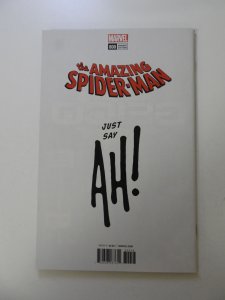 MARVEL
the AMAZING
SPIDER-MAN
JUST
SAY
AH!